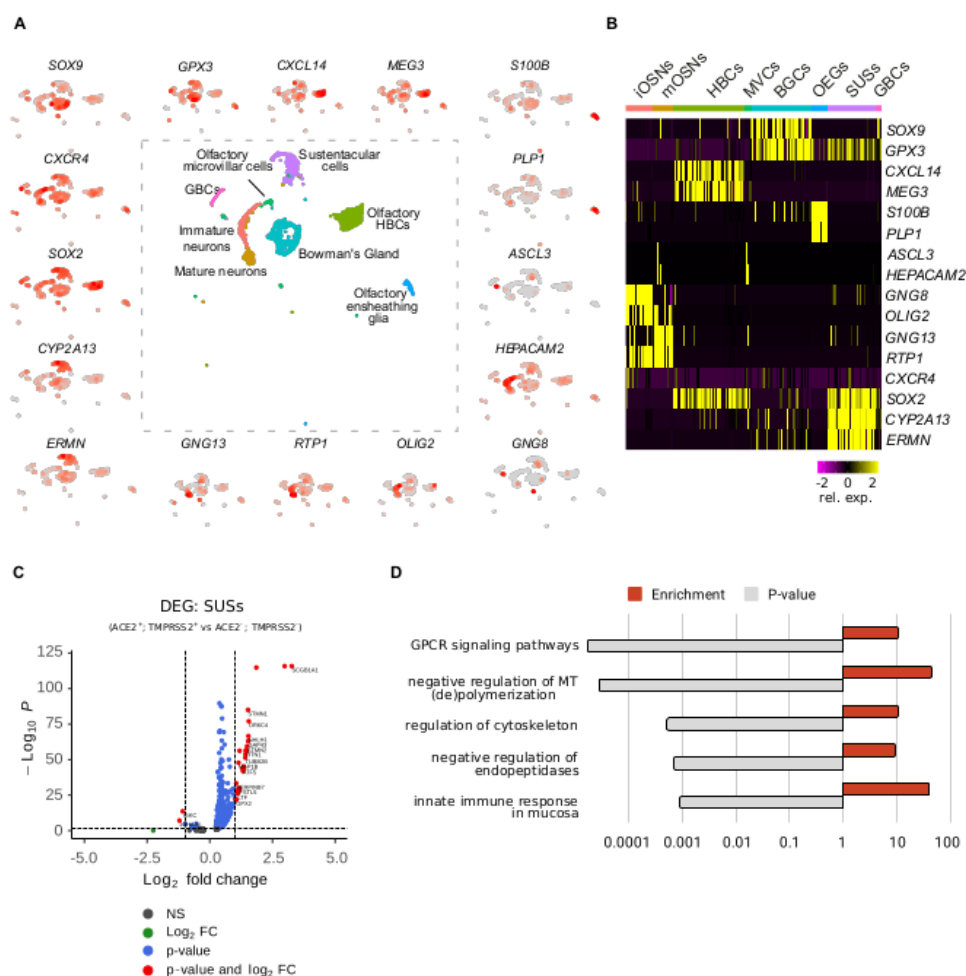 A
SOX9
GPX3
CXCL14
MEG3
S100B
CXCR4
PLP1
SOX2
ASCL3
CYP2A13
HEPACAM2
ERMN
GNG13
RTP1
OLIG2
GNG8
Olfactory
microvillar cells
Sustentacular
cells
GBCs
Olfactory
HBCs
Immature
neurons
Bowman's Gland
Mature neurons
Olfactory
ensheathing
glia
B
iOSNs
mOSNs
HBCs
MVCs
BGCs
OEGs
SUSs
GBCs
SOX9
GPX3
CXCL14
MEG3
S100B
PLP1
ASCL3
HEPACAM2
GNG8
OLIG2
GNG13
RTP1
CXCR4
SOX2
CYP2A13
ERMN
-2 0 2
rel. exp.
C
DEG: SUSs
(ACE2⁺; TMPRSS2⁺ vs ACE2⁻; TMPRSS2⁻)
– Log₁₀ P
125
100
75
50
25
0
SCGB1A1
STMN1
-5.0 -2.5 0.0 2.5 5.0
Log₂ fold change
NS
Log₂ FC
p-value
p-value and log₂ FC
D
Enrichment P-value
GPCR signaling pathways
negative regulation of MT
(de)polymerization
regulation of cytoskeleton
negative regulation of
endopeptidases
innate immune response
in mucosa
0.0001 0.001 0.01 0.1 1 10 100